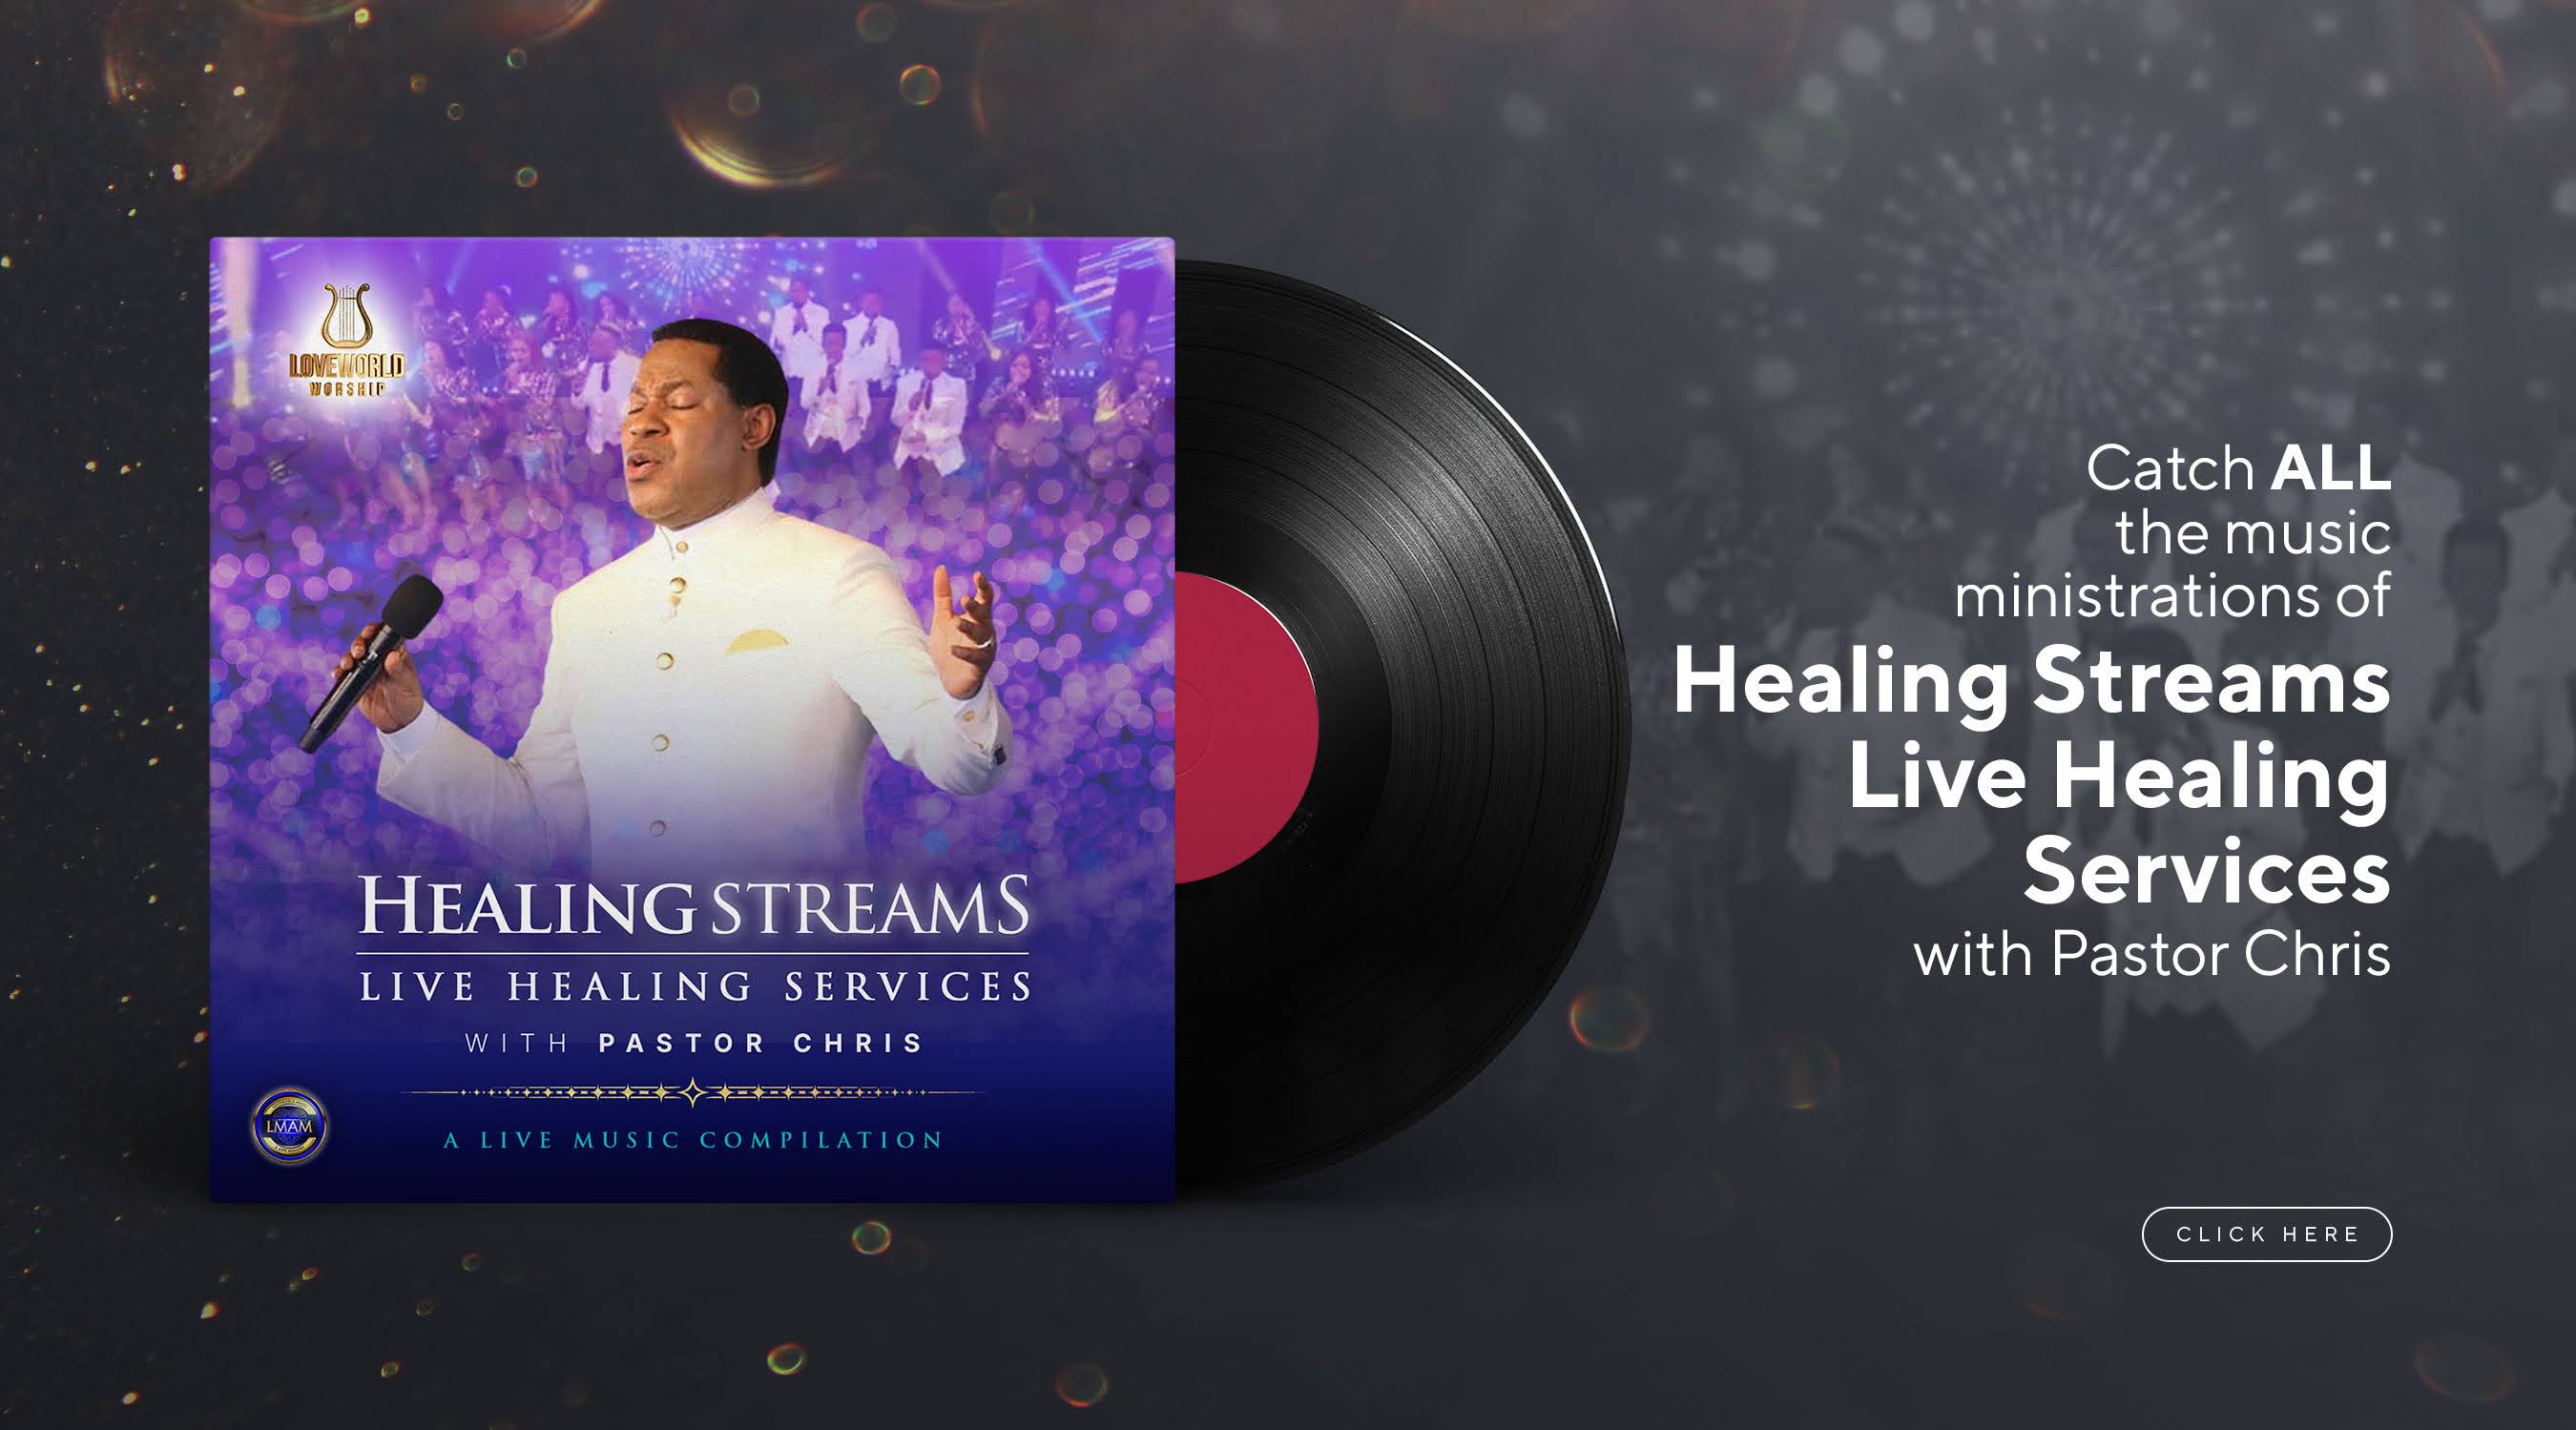 LOVEWORLD
WORSHIP
HEALING STREAMS
LIVE HEALING SERVICES
WITH PASTOR CHRIS
A LIVE MUSIC COMPILATION
LMAM
Catch ALL
the music
ministrations of
Healing Streams
Live Healing
Services
with Pastor Chris
CLICK HERE